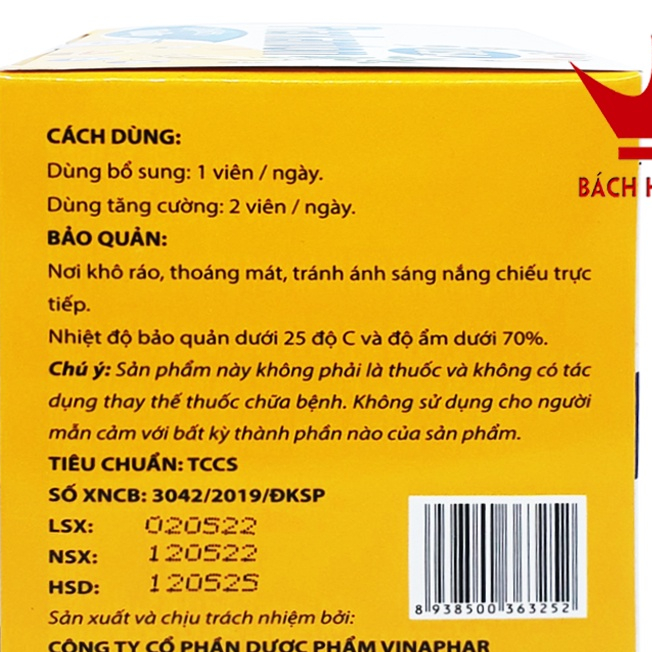 CÁCH DÙNG:
Dùng bổ sung: 1 viên / ngày.
Dùng tăng cường: 2 viên / ngày.
BẢO QUẢN:
Nơi khô ráo, thoáng mát, tránh ánh sáng nắng chiếu trực
tiếp.
Nhiệt độ bảo quản dưới 25 độ C và độ ẩm dưới 70%.
Chú ý: Sản phẩm này không phải là thuốc và không có tác
dụng thay thế thuốc chữa bệnh. Không sử dụng cho người
mẫn cảm với bất kỳ thành phần nào của sản phẩm.
TIÊU CHUẨN: TCCS
SỐ XNCB: 3042/2019/ĐKSP
LSX: 020522
NSX: 120522
HSD: 120525
Sản xuất và chịu trách nhiệm bởi:
CÔNG TY CỔ PHẦN DƯỢC PHẨM VINAPHAR
8 938500 363252
BÁCH